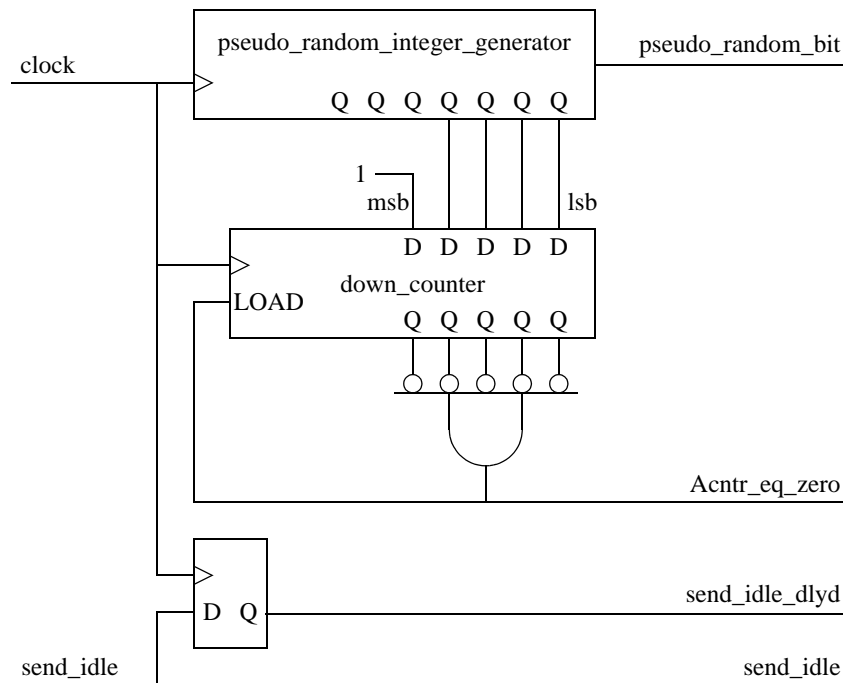 pseudo_random_integer_generator
pseudo_random_bit
clock
Q Q Q Q Q Q Q
1
msb
lsb
D D D D D
down_counter
LOAD
Q Q Q Q Q
Acntr_eq_zero
D Q
send_idle_dlyd
send_idle
send_idle